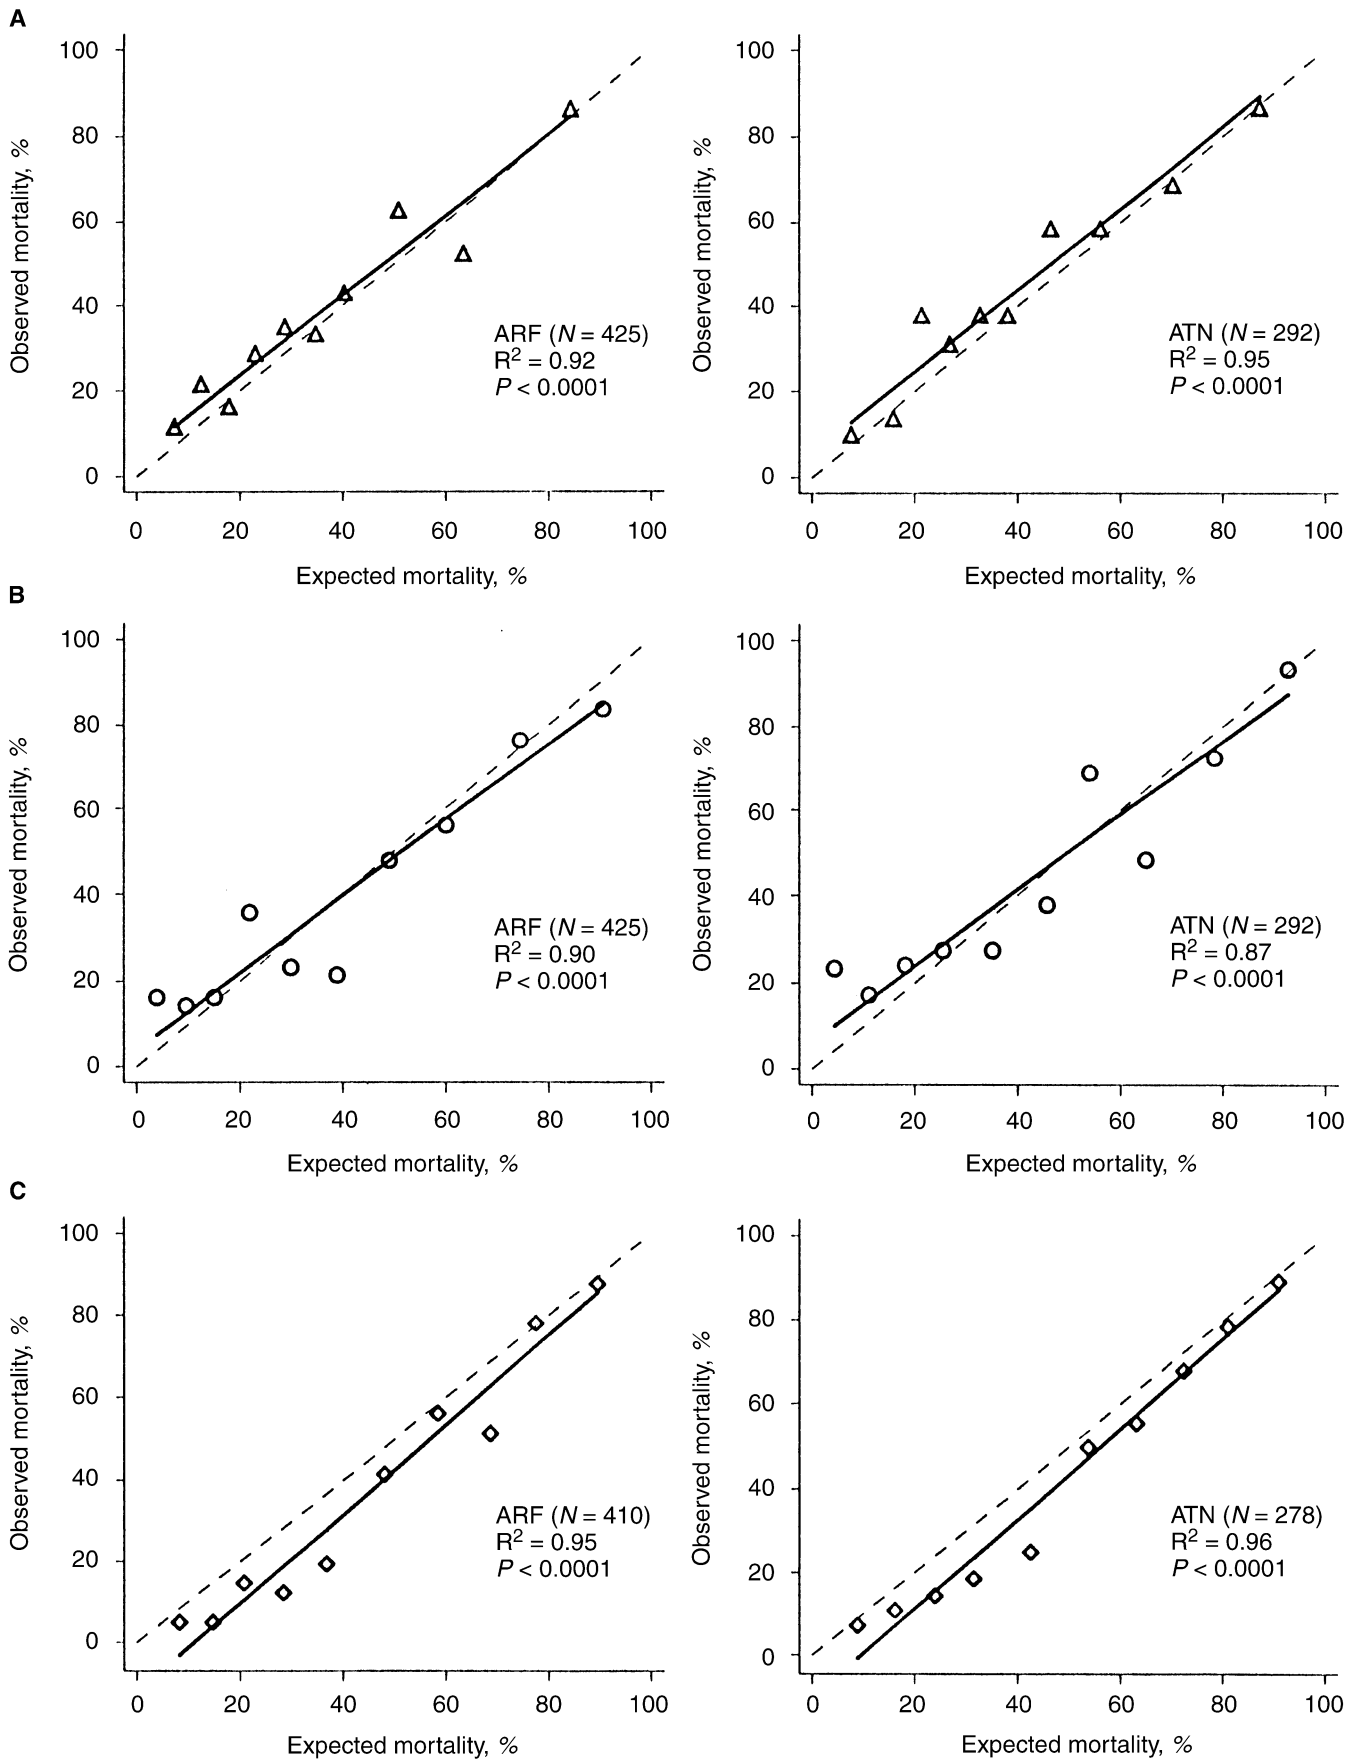 A
100
80
60
40
20
0
Observed mortality, %
0 20 40 60 80 100
Expected mortality, %
ARF (N = 425)
R² = 0.92
P < 0.0001
100
80
60
40
20
0
Observed mortality, %
0 20 40 60 80 100
Expected mortality, %
ATN (N = 292)
R² = 0.95
P < 0.0001
B
100
80
60
40
20
0
Observed mortality, %
0 20 40 60 80 100
Expected mortality, %
ARF (N = 425)
R² = 0.90
P < 0.0001
100
80
60
40
20
0
Observed mortality, %
0 20 40 60 80 100
Expected mortality, %
ATN (N = 292)
R² = 0.87
P < 0.0001
C
100
80
60
40
20
0
Observed mortality, %
0 20 40 60 80 100
Expected mortality, %
ARF (N = 410)
R² = 0.95
P < 0.0001
100
80
60
40
20
0
Observed mortality, %
0 20 40 60 80 100
Expected mortality, %
ATN (N = 278)
R² = 0.96
P < 0.0001